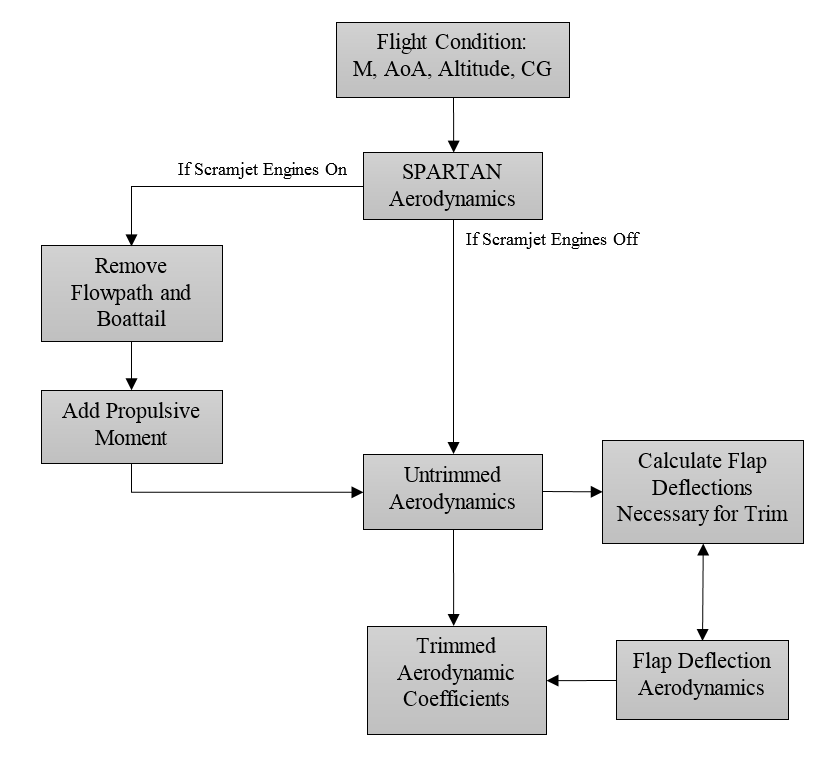 Flight Condition:
M, AoA, Altitude, CG
If Scramjet Engines On
SPARTAN
Aerodynamics
If Scramjet Engines Off
Remove
Flowpath and
Boattail
Add Propulsive
Moment
Untrimmed
Aerodynamics
Calculate Flap
Deflections
Necessary for Trim
Trimmed
Aerodynamic
Coefficients
Flap Deflection
Aerodynamics